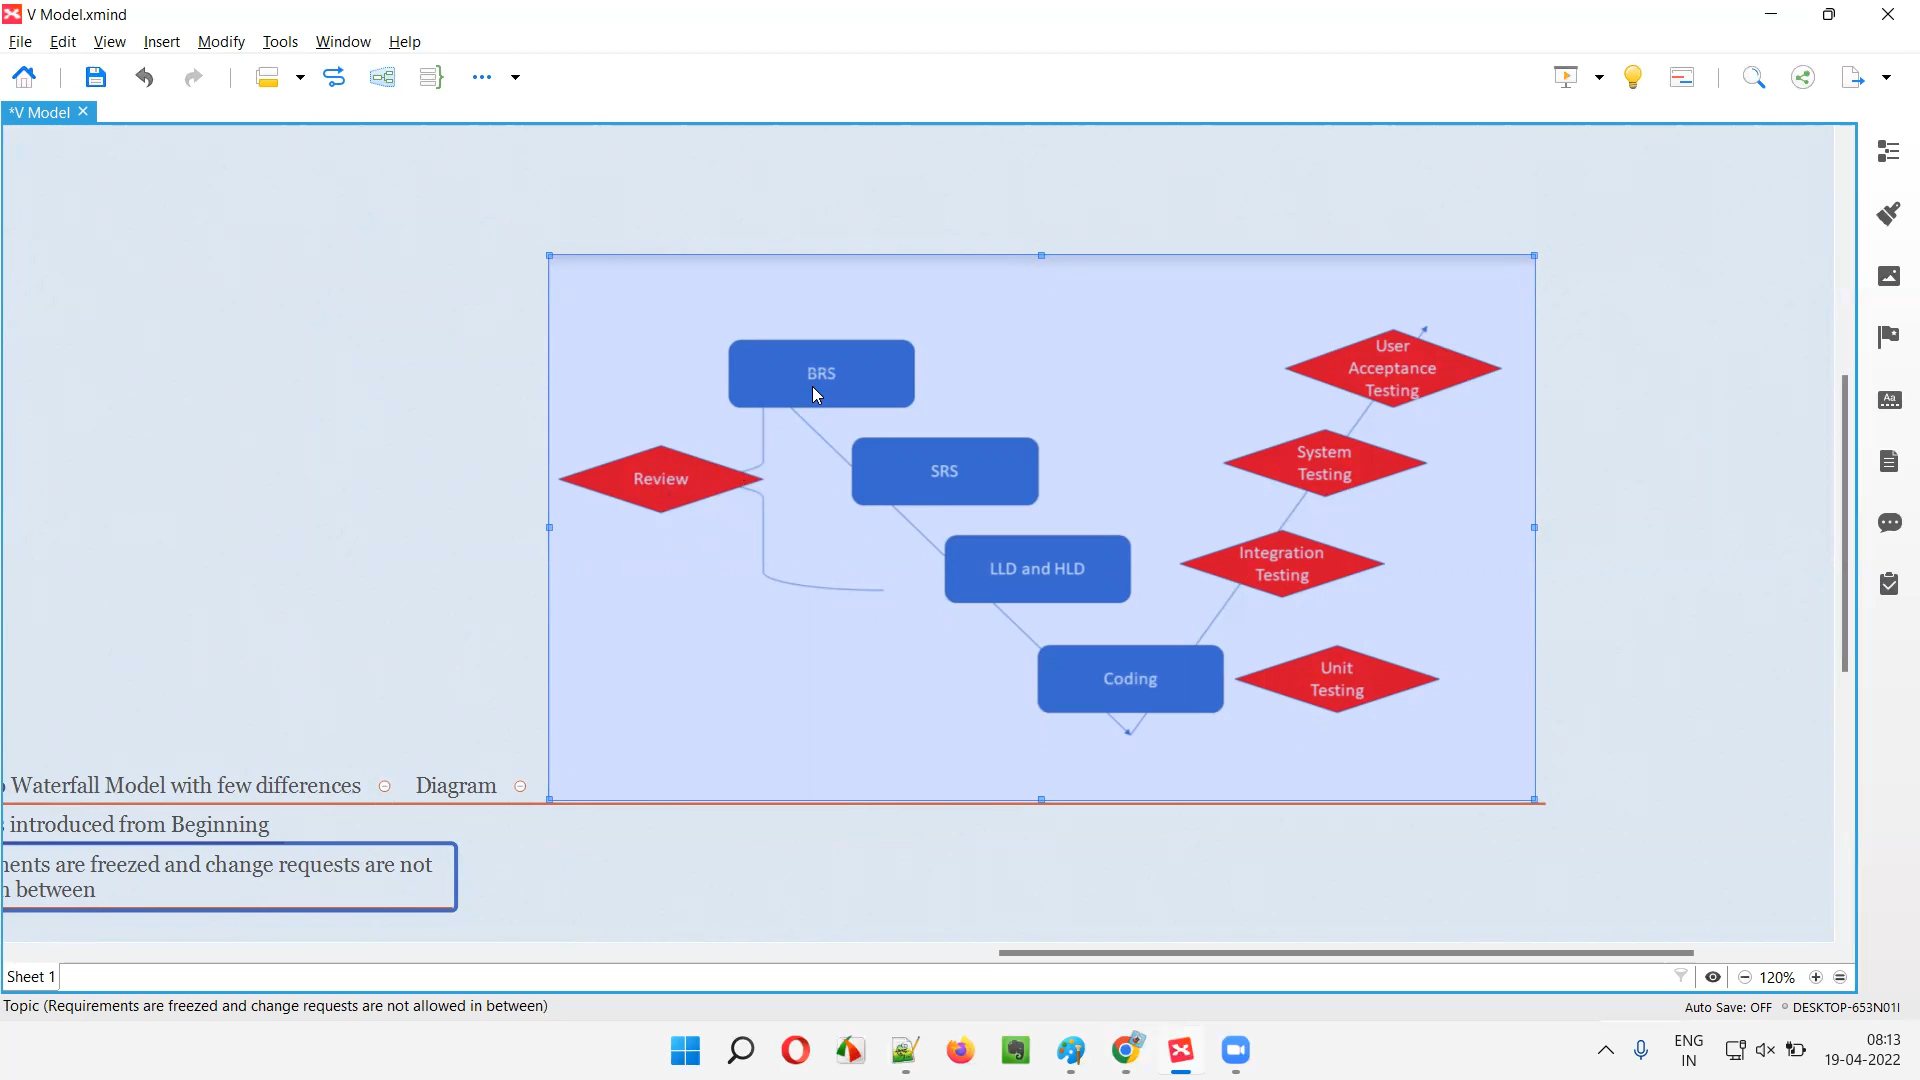 V Model.xmind
File Edit View Insert Modify Tools Window Help
*V Model
BRS
User
Acceptance
Testing
SRS
System
Testing
Review
LLD and HLD
Integration
Testing
Coding
Unit
Testing
Waterfall Model with few differences
Diagram
introduced from Beginning
ents are freezed and change requests are not
between
Aa
Sheet 1
120%
Topic (Requirements are freezed and change requests are not allowed in between)
Auto Save: OFF
DESKTOP-653N01I
ENG
IN
08:13
19-04-2022